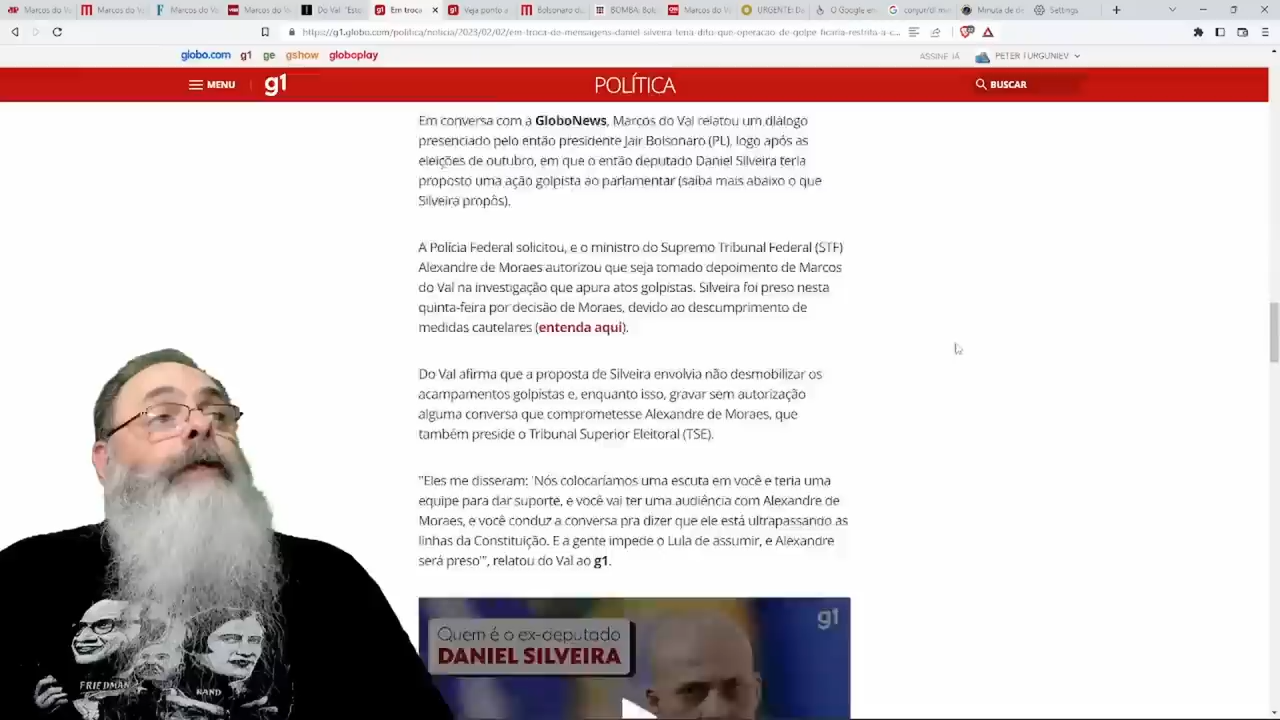 Marcos do Va
Marcos do Va
Marcos do V
Marcos do V
Do Val: "Este
Em troca
Veja ponto a
Bolsonaro d
BOMBA: Bol
Marcos do V
URGENTE: D
O Google en
conjur/dl.mi
Minuta de de
Settings
https://g1.globo.com/politica/noticia/2023/02/02/em-troca-de-mensagens-daniel-silveira-teria-dito-que-operacao-de-golpe-ficaria-restrita-a-c...
globo.com g1 ge gshow globoplay
ASSINE JÁ PETER TURGUNIEV
MENU g1 POLÍTICA BUSCAR
Em conversa com a GloboNews, Marcos do Val relatou um diálogo
presenciado pelo então presidente Jair Bolsonaro (PL), logo após as
eleições de outubro, em que o então deputado Daniel Silveira teria
proposto uma ação golpista ao parlamentar (saiba mais abaixo o que
Silveira propôs).
A Polícia Federal solicitou, e o ministro do Supremo Tribunal Federal (STF)
Alexandre de Moraes autorizou que seja tomado depoimento de Marcos
do Val na investigação que apura atos golpistas. Silveira foi preso nesta
quinta-feira por decisão de Moraes, devido ao descumprimento de
medidas cautelares (entenda aqui).
Do Val afirma que a proposta de Silveira envolvia não desmobilizar os
acampamentos golpistas e, enquanto isso, gravar sem autorização
alguma conversa que comprometesse Alexandre de Moraes, que
também preside o Tribunal Superior Eleitoral (TSE).
"Eles me disseram: 'Nós colocaríamos uma escuta em você e teria uma
equipe para dar suporte, e você vai ter uma audiência com Alexandre de
Moraes, e você conduz a conversa pra dizer que ele está ultrapassando as
linhas da Constituição. E a gente impede o Lula de assumir, e Alexandre
será preso'", relatou do Val ao g1.
g1
Quem é o ex-deputado
DANIEL SILVEIRA
FRIEDMAN
RAND